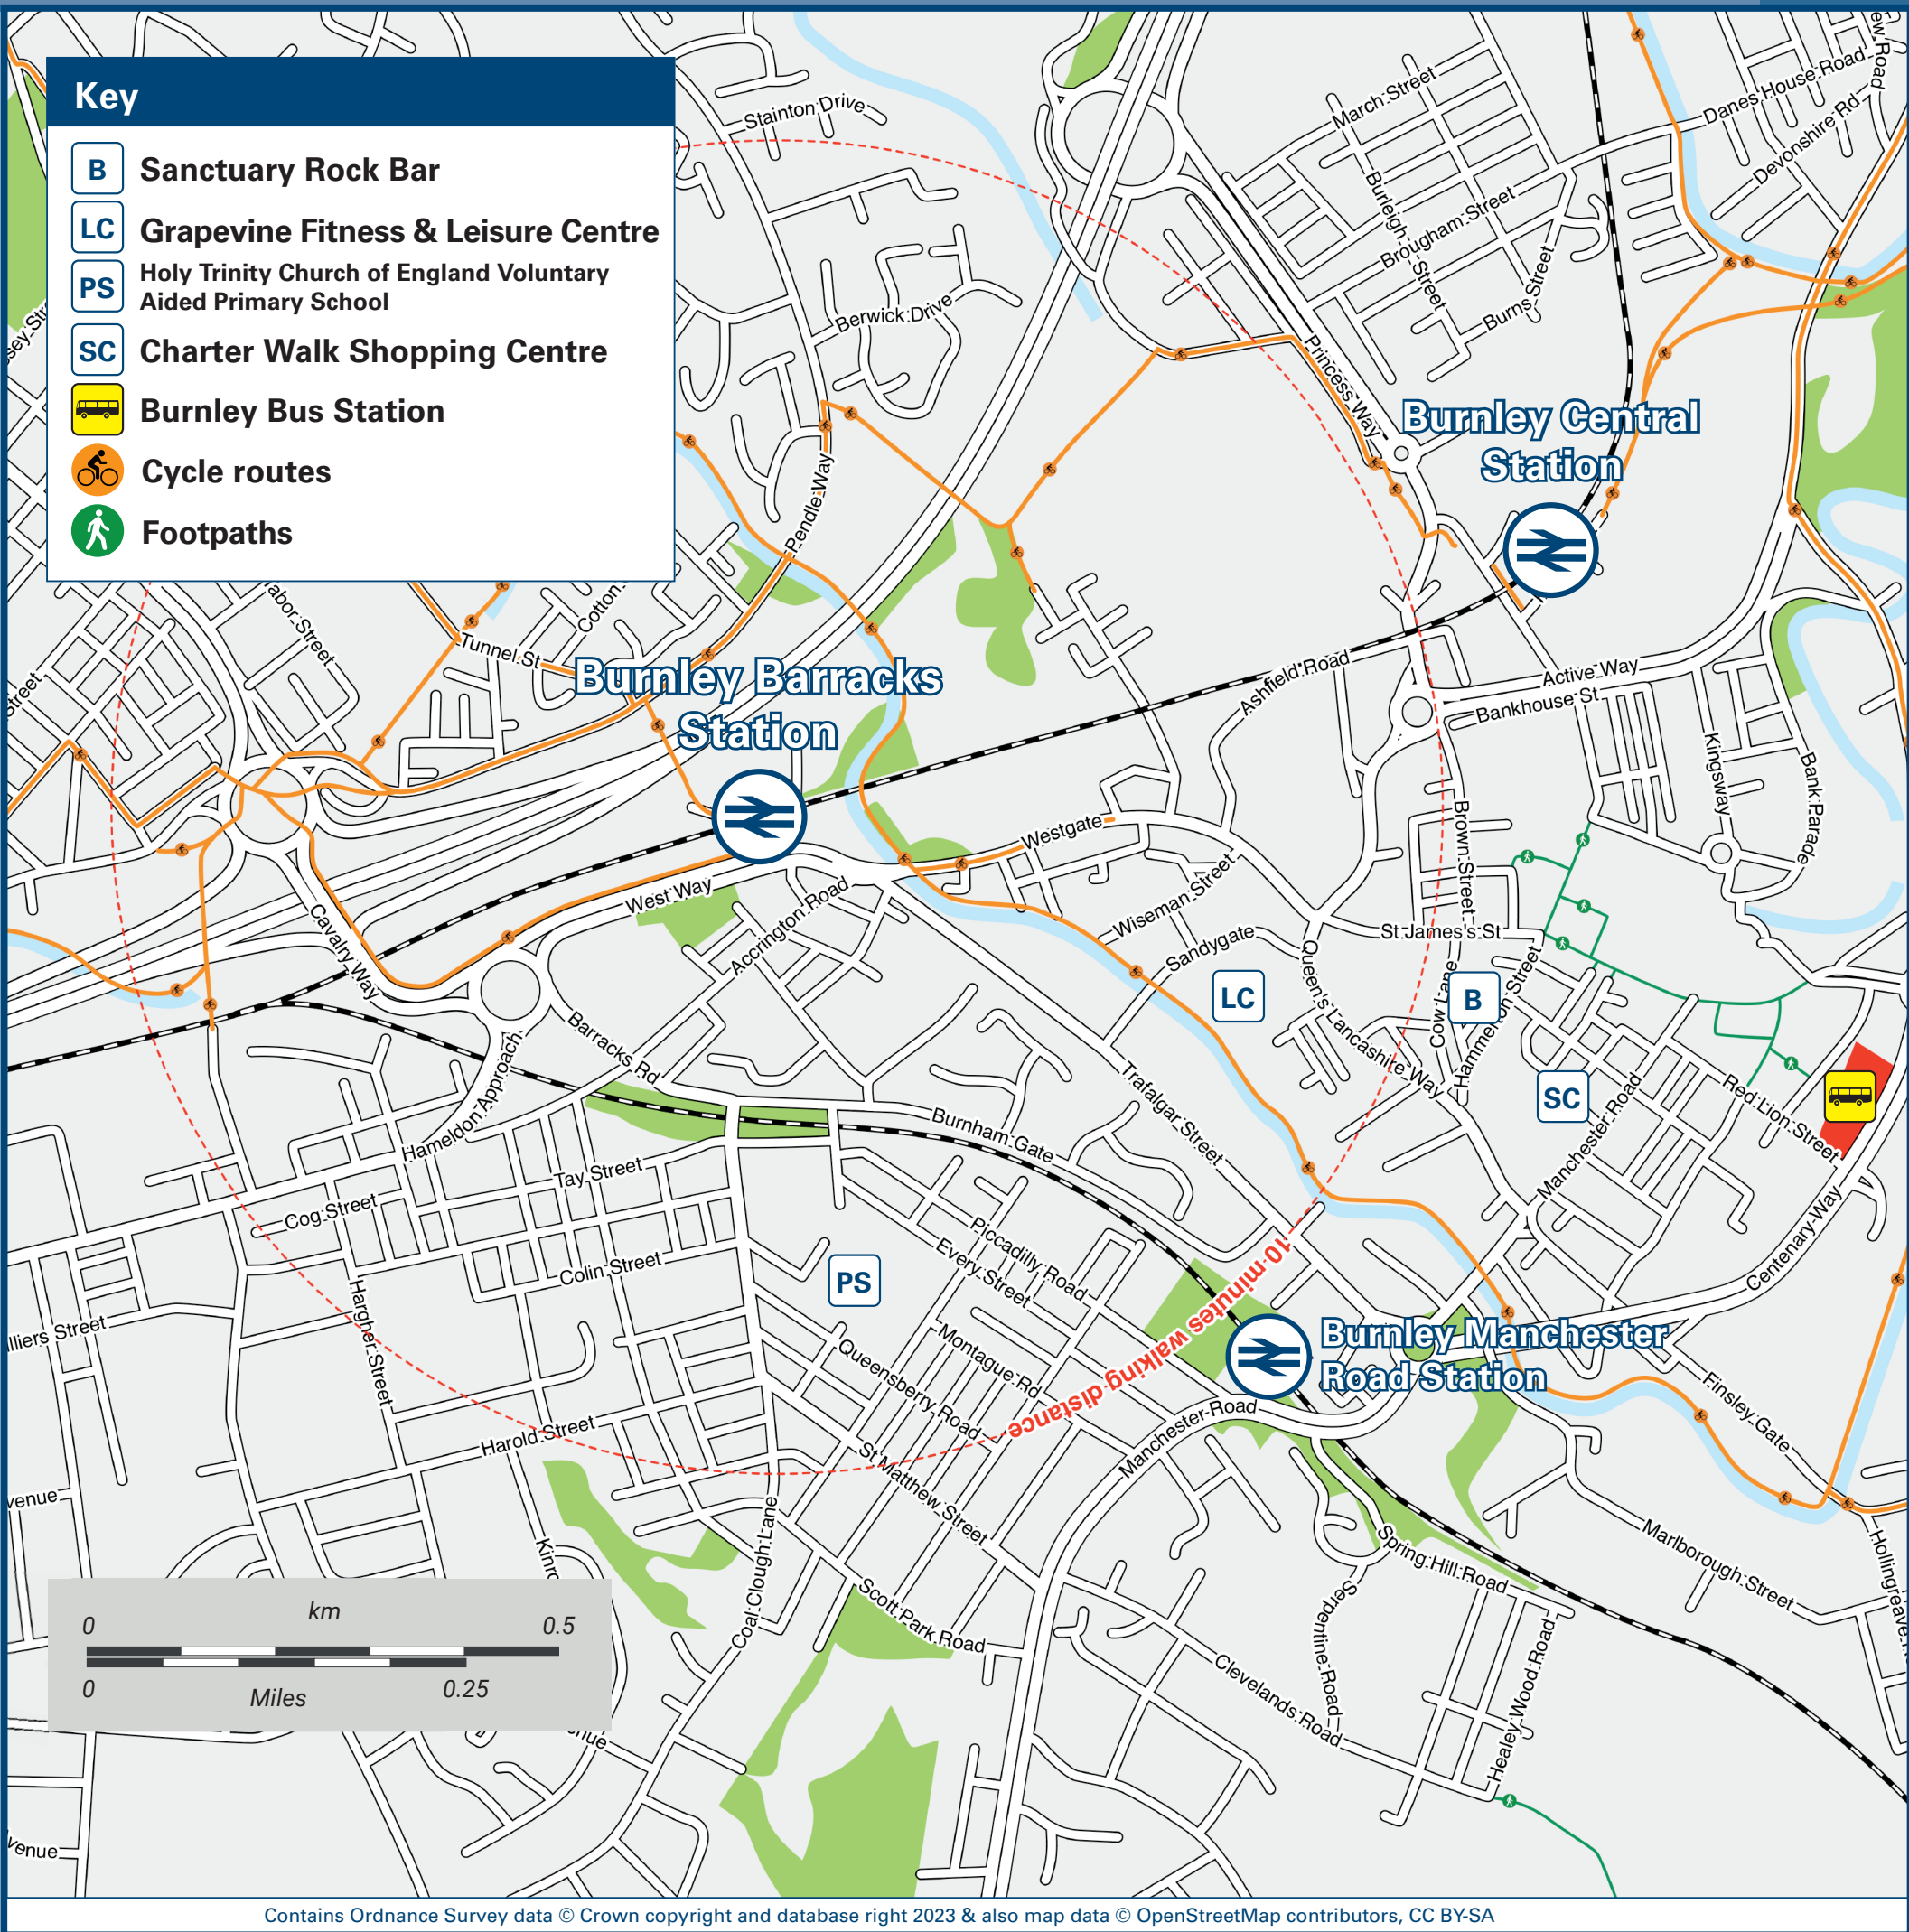 Key
B Sanctuary Rock Bar
LC Grapevine Fitness & Leisure Centre
PS Holy Trinity Church of England Voluntary
Aided Primary School
SC Charter Walk Shopping Centre
Burnley Bus Station
Cycle routes
Footpaths
Stainton Drive
March Street
Danes House Road
Devonshire Rd
Burleigh Street
Brougham Street
Burns Street
Berwick Drive
Princess Way
Burnley Central
Station
Pendle Way
Tunnel St
Burnley Barracks
Station
Ashfield Road
Active Way
Bankhouse St
Kingsway
Bank Parade
Brown Street
Westgate
Wiseman Street
West Way
Accrington Road
Cavalry Way
Sandygate
St James's St
Queen's Lancashire Way
Cow Lane
Hammerton Street
LC
B
SC
Barracks Rd
Hameldon Approach
Trafalgar Street
Burnham Gate
Manchester Road
Red Lion Street
Tay Street
Cog Street
Colin Street
PS
Piccadilly Road
Every Street
Centenary Way
10 minutes walking distance
Hargher Street
lliers Street
Burnley Manchester
Road Station
Queensberry Road
Montague Rd
Manchester Road
Finsley Gate
Harold Street
St Matthew Street
Coal Clough Lane
venue
Spring Hill Road
Marlborough Street
Scott Park Road
Serpentine Road
Clevelands Road
Healey Wood Road
km
0 0.5
0 Miles 0.25
venue
Contains Ordnance Survey data © Crown copyright and database right 2023 & also map data © OpenStreetMap contributors, CC BY-SA